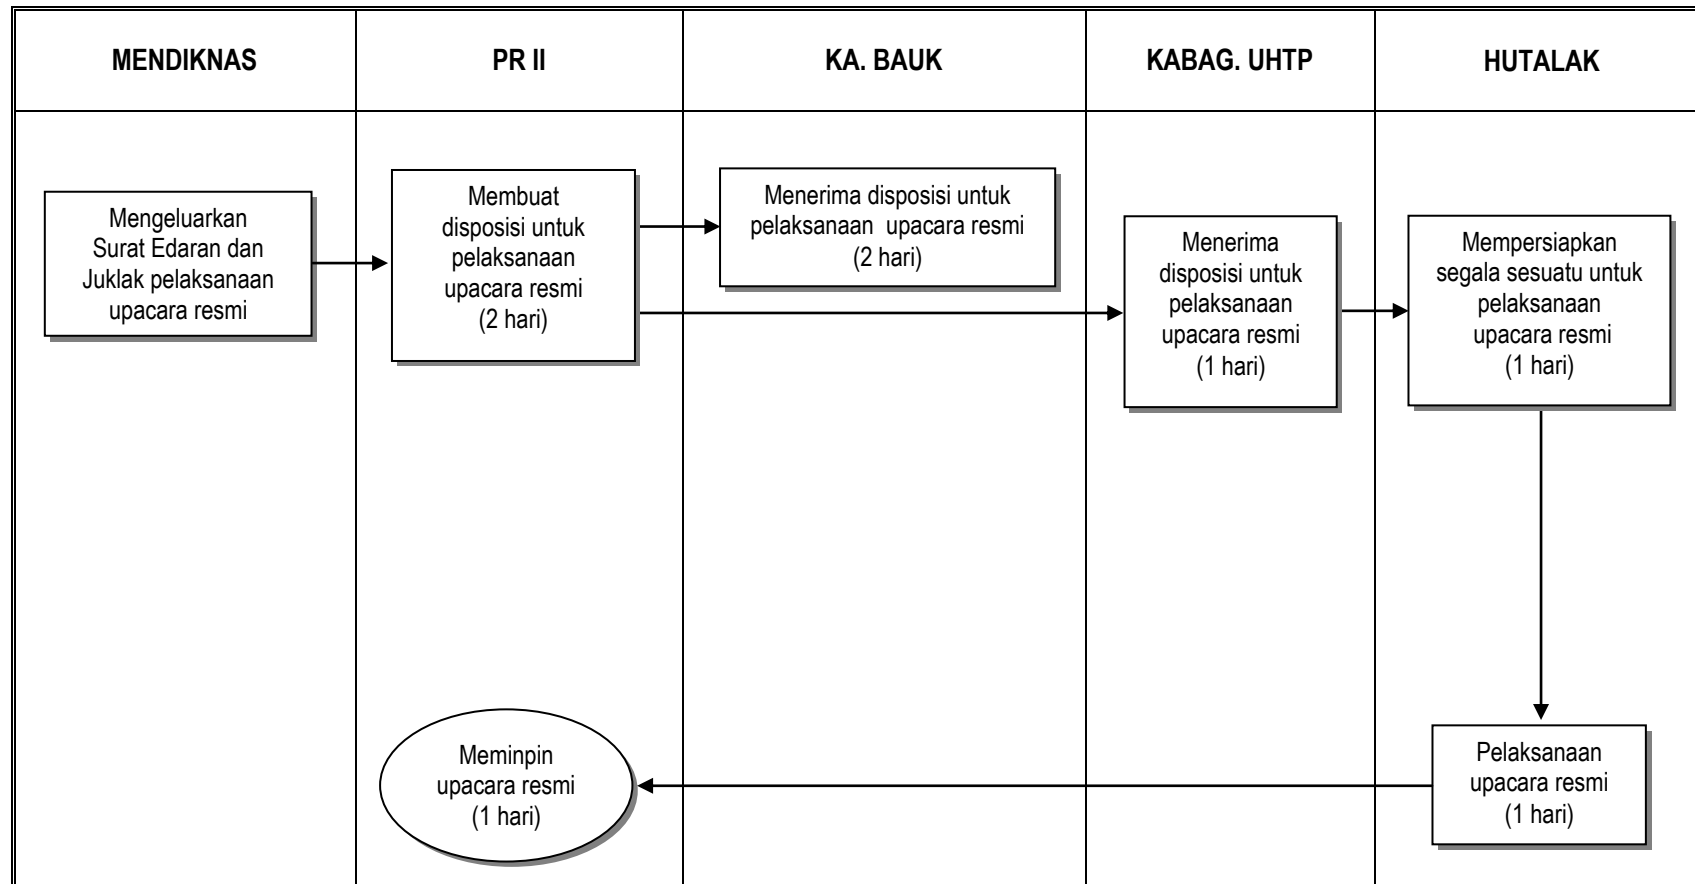 MENDIKNAS
PR II
KA. BAUK
KABAG. UHTP
HUTALAK
Mengeluarkan
Surat Edaran dan
Juklak pelaksanaan
upacara resmi
Membuat
disposisi untuk
pelaksanaan
upacara resmi
(2 hari)
Menerima disposisi untuk
pelaksanaan upacara resmi
(2 hari)
Menerima
disposisi untuk
pelaksanaan
upacara resmi
(1 hari)
Mempersiapkan
segala sesuatu untuk
pelaksanaan
upacara resmi
(1 hari)
Meminpin
upacara resmi
(1 hari)
Pelaksanaan
upacara resmi
(1 hari)